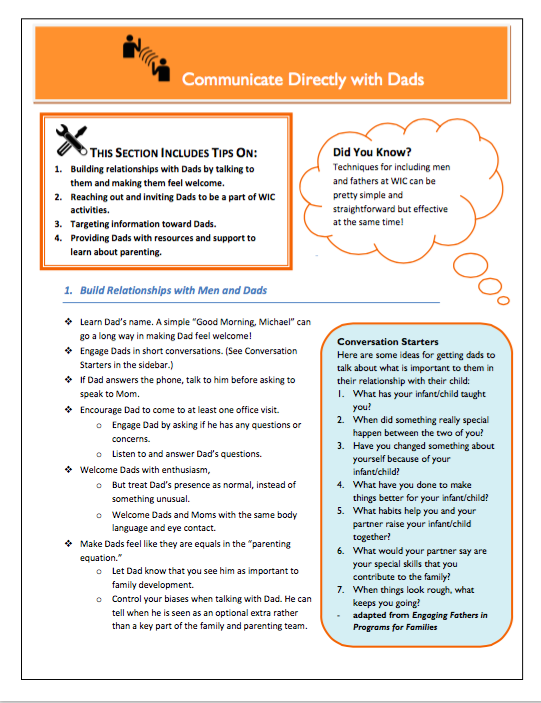 Communicate Directly with Dads
THIS SECTION INCLUDES TIPS ON:
1. Building relationships with Dads by talking to
them and making them feel welcome.
2. Reaching out and inviting Dads to be a part of WIC
activities.
3. Targeting information toward Dads.
4. Providing Dads with resources and support to
learn about parenting.
Did You Know?
Techniques for including men
and fathers at WIC can be
pretty simple and
straightforward but effective
at the same time!
1. Build Relationships with Men and Dads
❖ Learn Dad's name. A simple "Good Morning, Michael" can
go a long way in making Dad feel welcome!
❖ Engage Dads in short conversations. (See Conversation
Starters in the sidebar.)
❖ If Dad answers the phone, talk to him before asking to
speak to Mom.
❖ Encourage Dad to come to at least one office visit.
o Engage Dad by asking if he has any questions or
concerns.
o Listen to and answer Dad's questions.
❖ Welcome Dads with enthusiasm,
o But treat Dad's presence as normal, instead of
something unusual.
o Welcome Dads and Moms with the same body
language and eye contact.
❖ Make Dads feel like they are equals in the "parenting
equation."
o Let Dad know that you see him as important to
family development.
o Control your biases when talking with Dad. He can
tell when he is seen as an optional extra rather
than a key part of the family and parenting team.
Conversation Starters
Here are some ideas for getting dads to
talk about what is important to them in
their relationship with their child:
1. What has your infant/child taught
you?
2. When did something really special
happen between the two of you?
3. Have you changed something about
yourself because of your
infant/child?
4. What have you done to make
things better for your infant/child?
5. What habits help you and your
partner raise your infant/child
together?
6. What would your partner say are
your special skills that you
contribute to the family?
7. When things look rough, what
keeps you going?
- adapted from Engaging Fathers in
Programs for Families